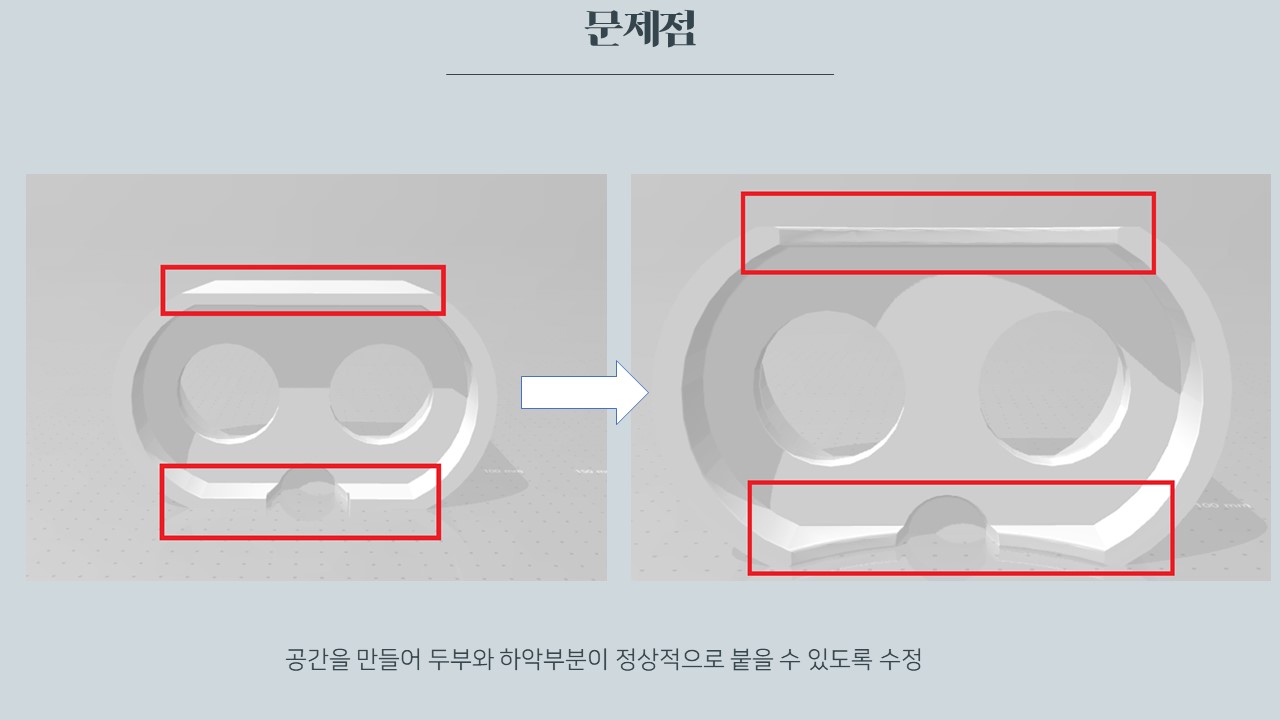 문제점
100 mm
150 mm
100 mm
공간을 만들어 두부와 하악부분이 정상적으로 붙을 수 있도록 수정